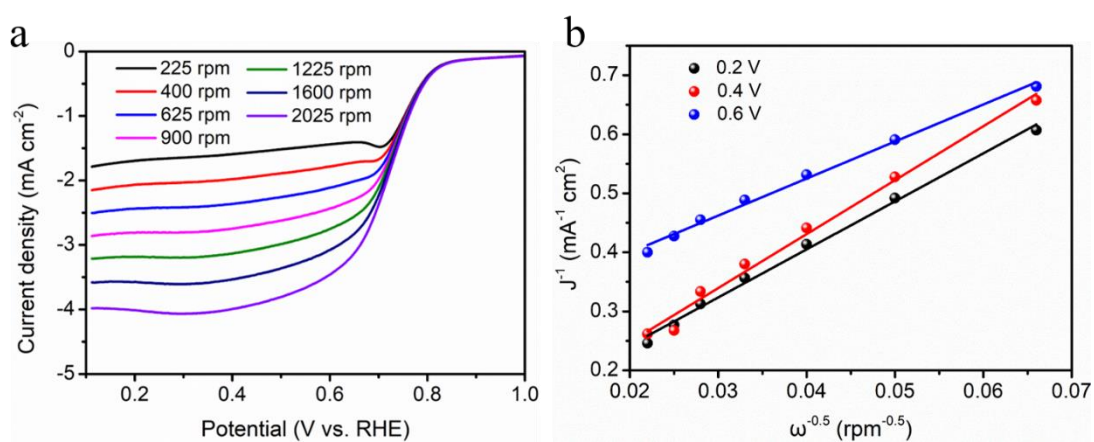 a
0
-1
-2
-3
-4
-5
0.2 0.4 0.6 0.8 1.0
Current density (mA cm⁻²)
Potential (V vs. RHE)
225 rpm
400 rpm
625 rpm
900 rpm
1225 rpm
1600 rpm
2025 rpm
b
0.7
0.6
0.5
0.4
0.3
0.2
0.02 0.03 0.04 0.05 0.06 0.07
J⁻¹ (mA⁻¹ cm²)
ω⁻⁰·⁵ (rpm⁻⁰·⁵)
0.2 V
0.4 V
0.6 V